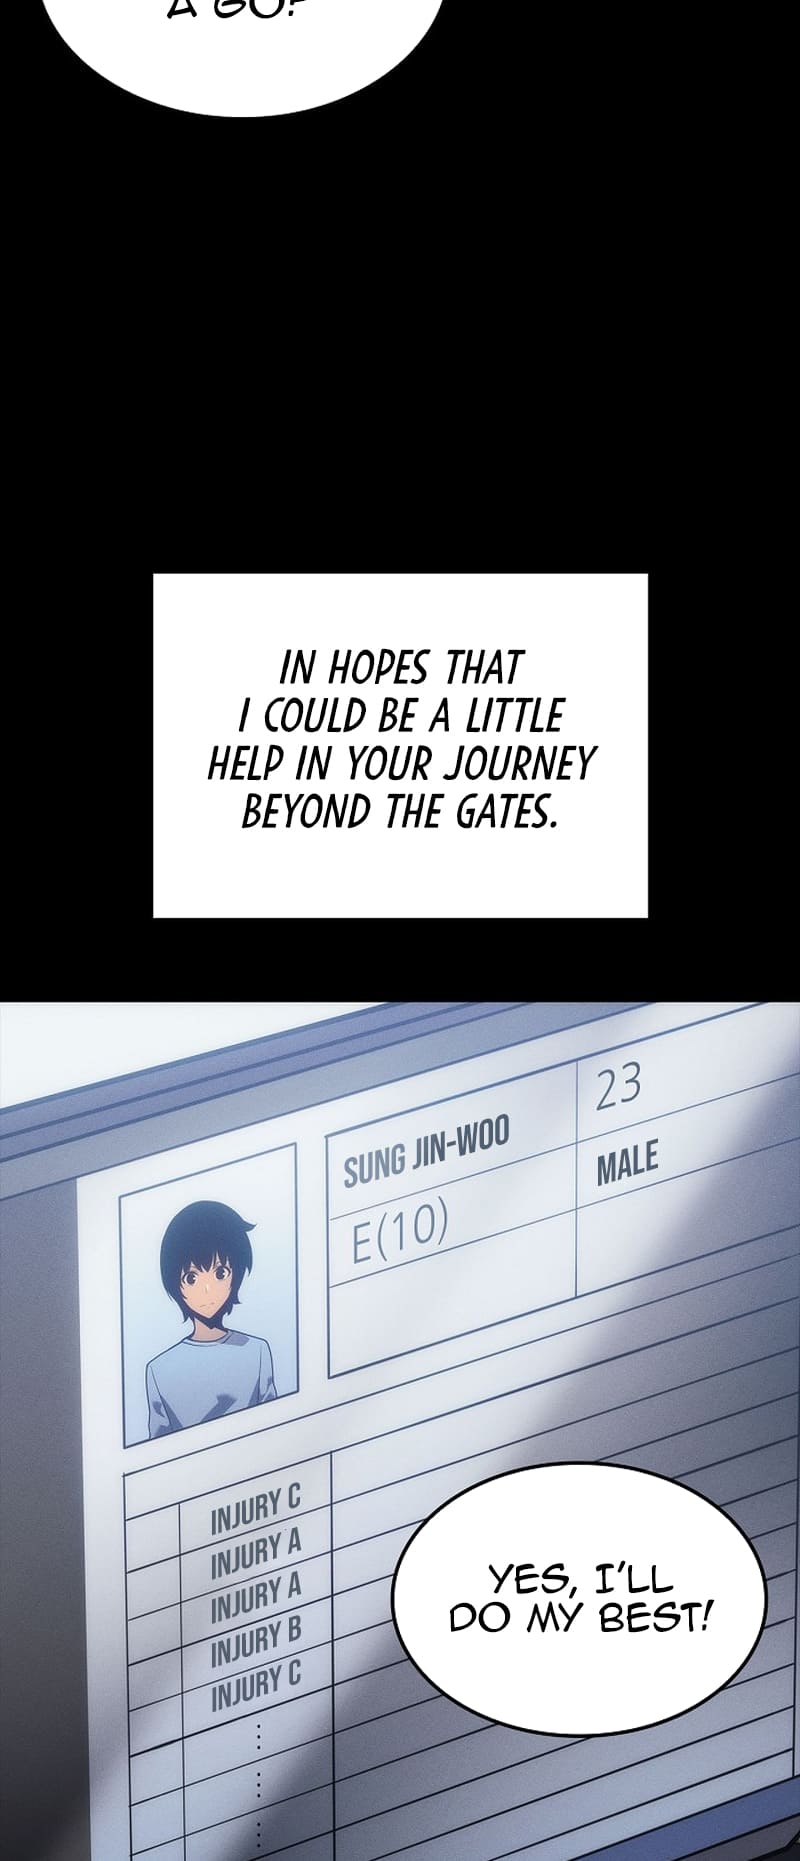 A GO?
IN HOPES THAT
I COULD BE A LITTLE
HELP IN YOUR JOURNEY
BEYOND THE GATES.
SUNG JIN-WOO
23
E(10)
MALE
INJURY C
INJURY A
INJURY A
INJURY B
INJURY C
YES, I'LL
DO MY BEST!